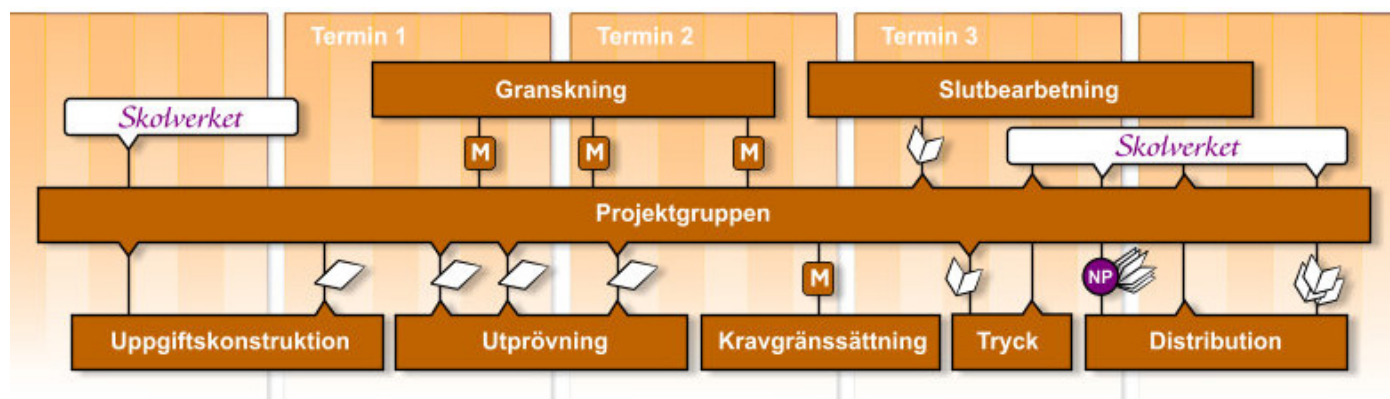 Termin 1
Termin 2
Termin 3
Granskning
Slutbearbetning
Skolverket
Skolverket
M
M
M
Projektgruppen
M
NP
Uppgiftskonstruktion
Utprövning
Kravgränssättning
Tryck
Distribution